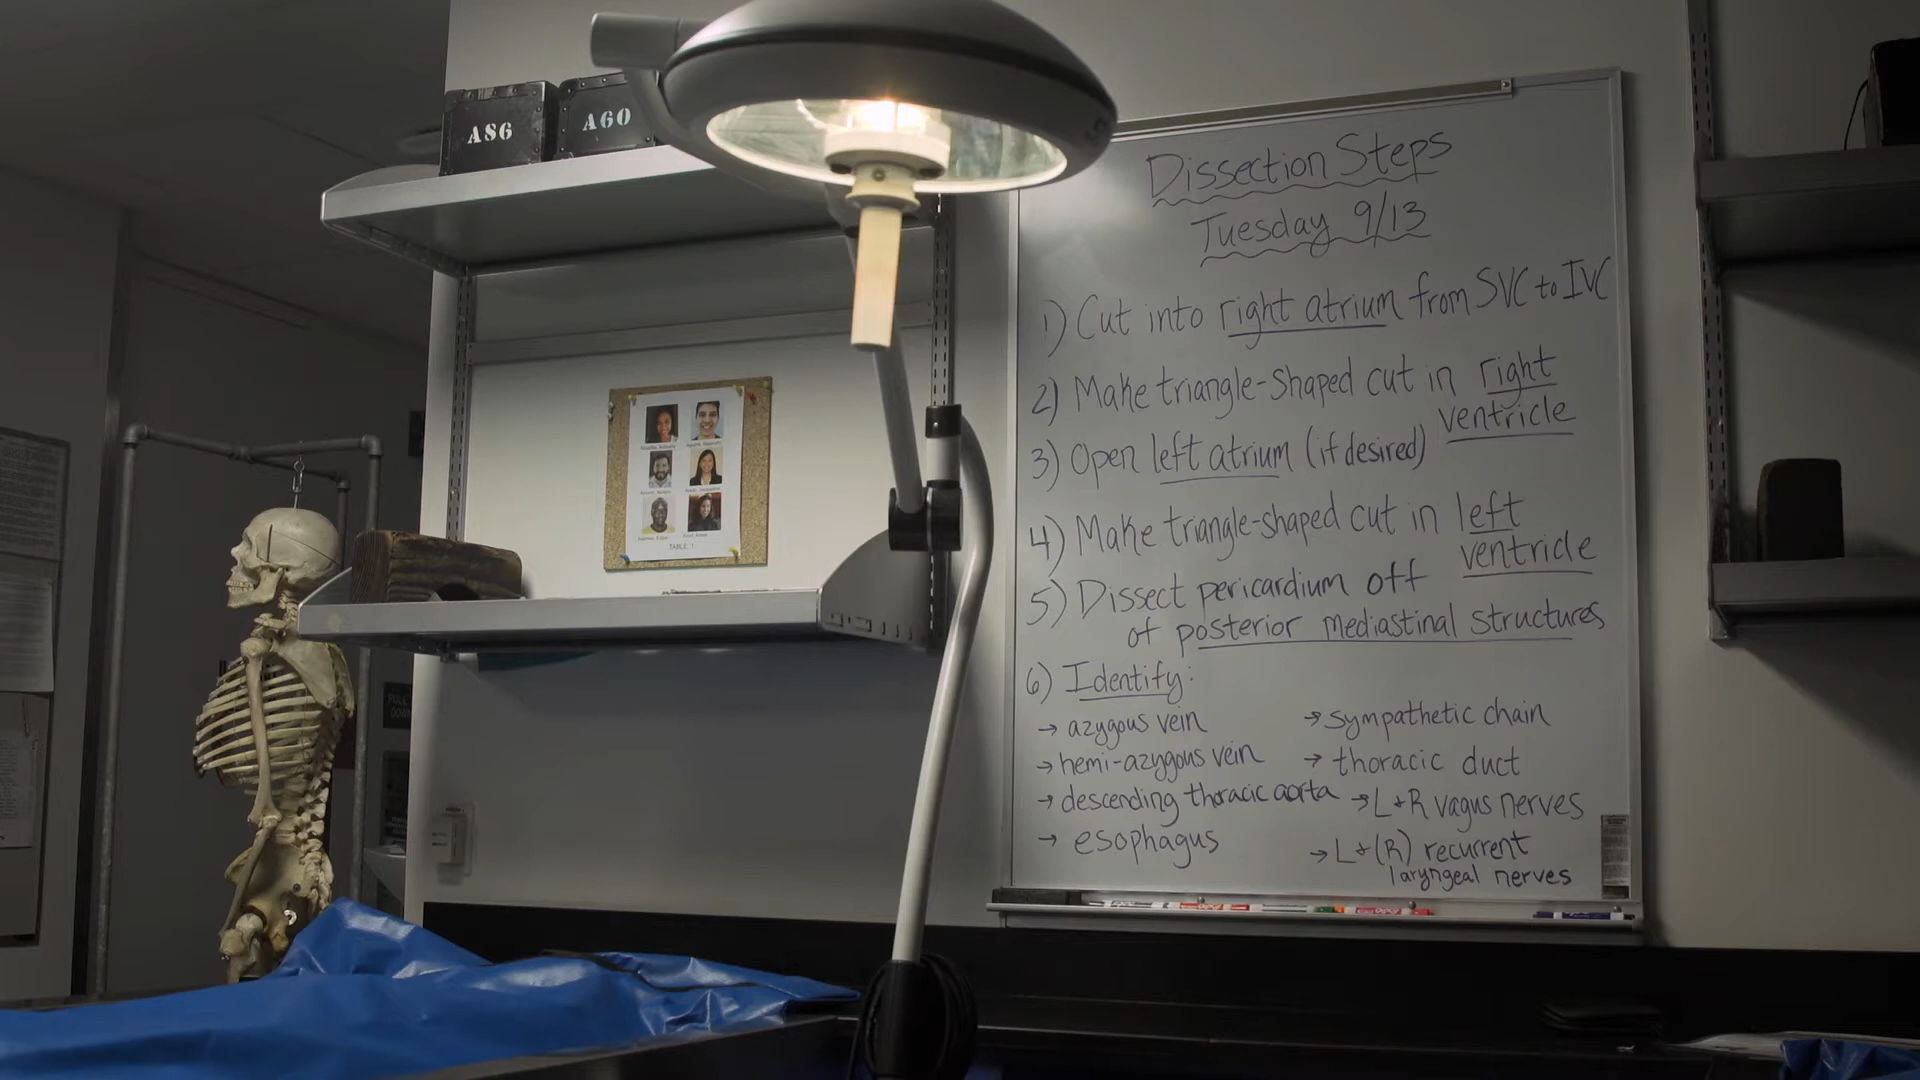 A86
A60
Dissection Steps
Tuesday 9/13
1) Cut into right atrium from SVC to IVC
2) Make triangle-shaped cut in right
ventricle
3) Open left atrium (if desired)
4) Make triangle-shaped cut in left
ventricle
5) Dissect pericardium off
of posterior mediastinal structures
6) Identify:
→ azygous vein
→ hemi-azygous vein
→ descending thoracic aorta
→ esophagus
→ sympathetic chain
→ thoracic duct
→ L + R vagus nerves
→ L + (R) recurrent
laryngeal nerves
TABLE 1
PULL
DOWN